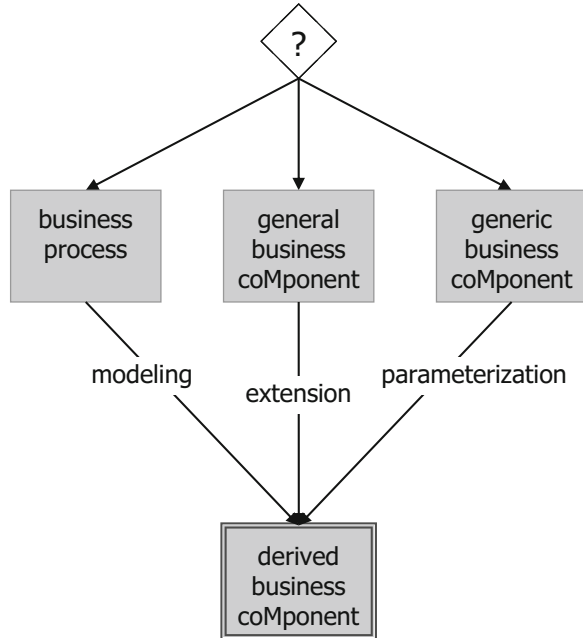 ?
business
process
general
business
coMponent
generic
business
coMponent
modeling
extension
parameterization
derived
business
coMponent